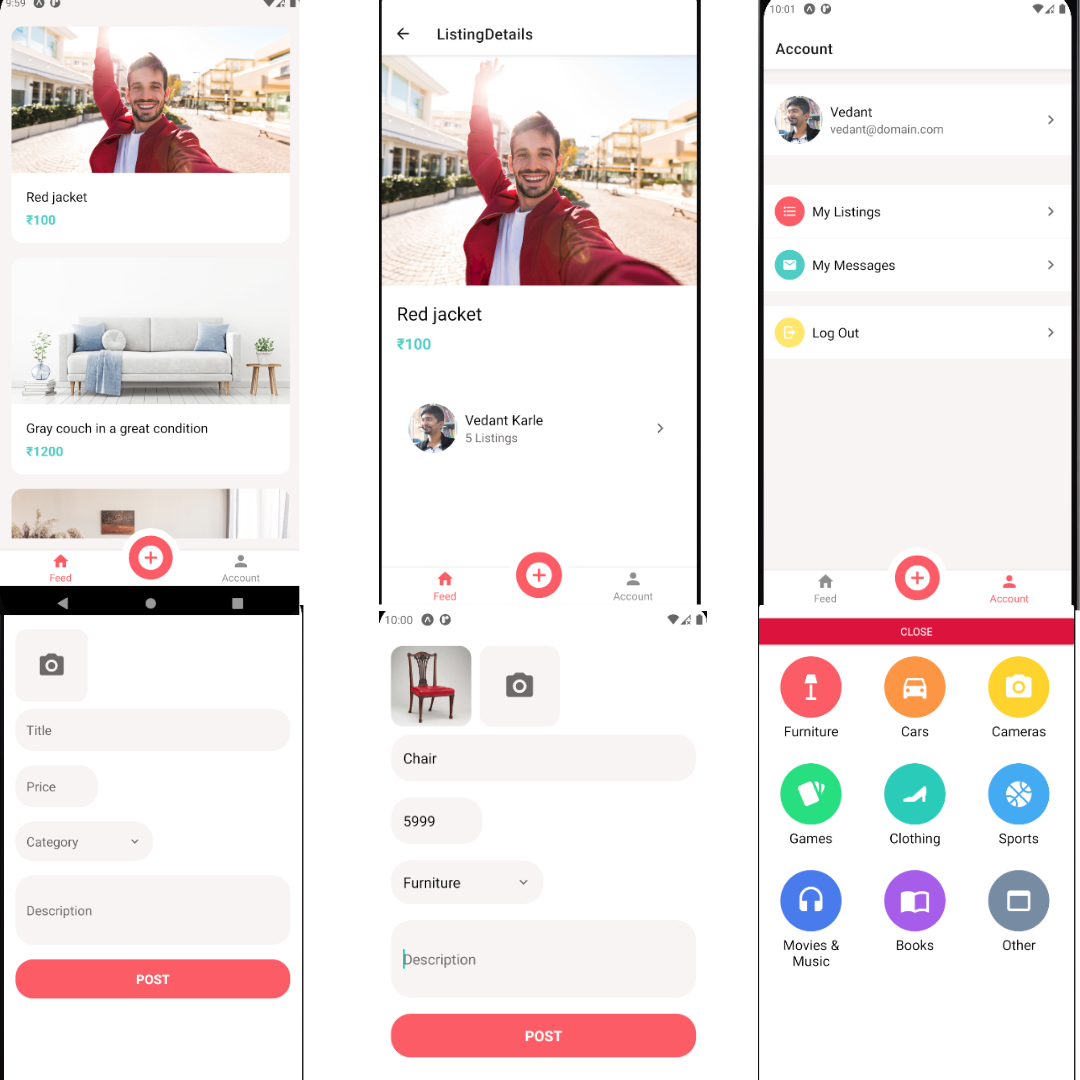 9:59
Red jacket
₹100
Gray couch in a great condition
₹1200
Feed
Account
ListingDetails
Red jacket
₹100
Vedant Karle
5 Listings
Feed
Account
10:01
Account
Vedant
vedant@domain.com
My Listings
My Messages
Log Out
Feed
Account
Title
Price
Category
Description
POST
10:00
Chair
5999
Furniture
Description
POST
CLOSE
Furniture
Cars
Cameras
Games
Clothing
Sports
Movies &
Music
Books
Other